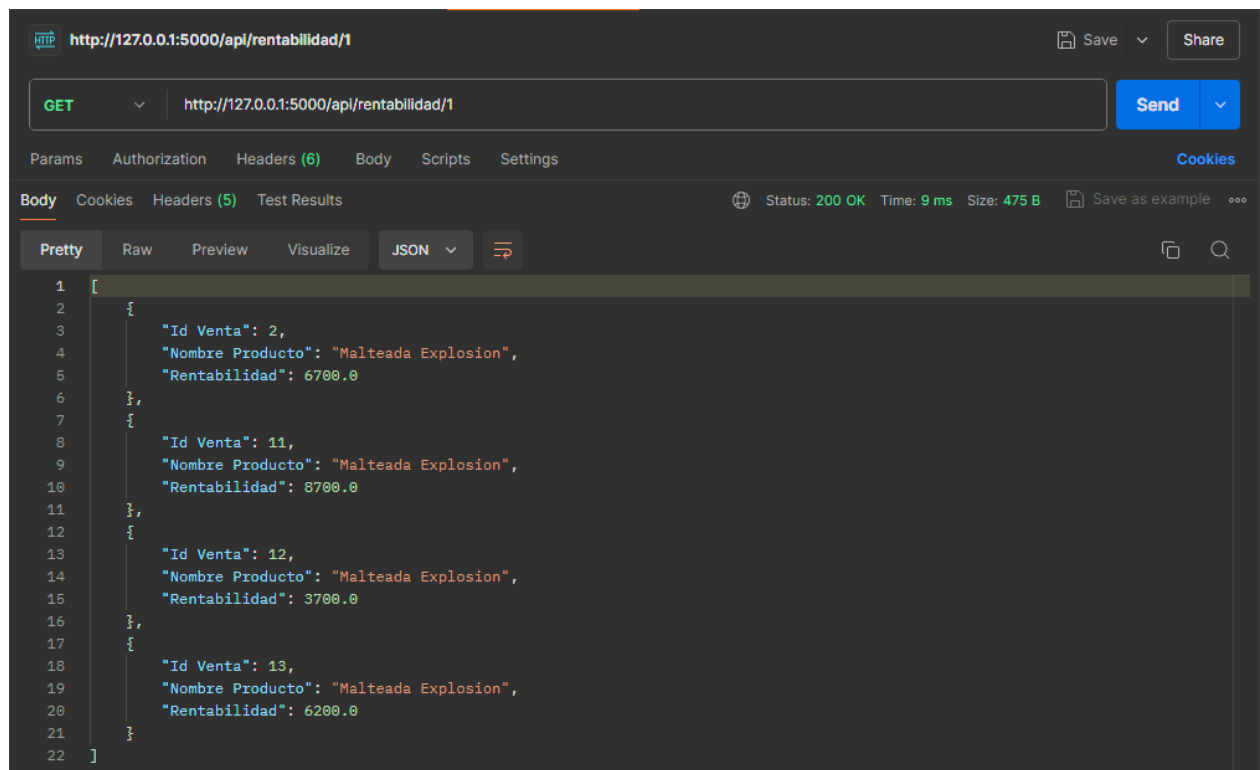 HTTP http://127.0.0.1:5000/api/rentabilidad/1 Save Share
GET http://127.0.0.1:5000/api/rentabilidad/1 Send
Params Authorization Headers (6) Body Scripts Settings Cookies
Body Cookies Headers (5) Test Results Status: 200 OK Time: 9 ms Size: 475 B Save as example
Pretty Raw Preview Visualize JSON
1 [
2 {
3 "Id Venta": 2,
4 "Nombre Producto": "Malteada Explosion",
5 "Rentabilidad": 6700.0
6 },
7 {
8 "Id Venta": 11,
9 "Nombre Producto": "Malteada Explosion",
10 "Rentabilidad": 8700.0
11 },
12 {
13 "Id Venta": 12,
14 "Nombre Producto": "Malteada Explosion",
15 "Rentabilidad": 3700.0
16 },
17 {
18 "Id Venta": 13,
19 "Nombre Producto": "Malteada Explosion",
20 "Rentabilidad": 6200.0
21 }
22 ]